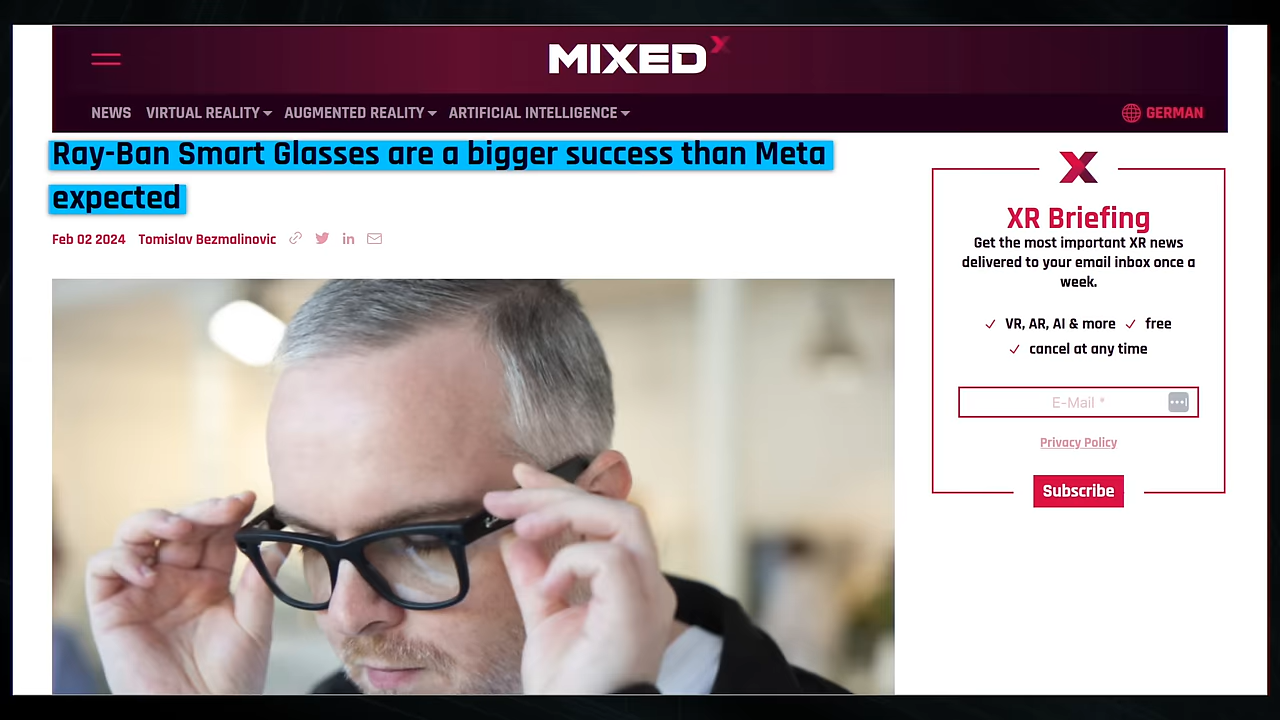 MIXED
NEWS VIRTUAL REALITY AUGMENTED REALITY ARTIFICIAL INTELLIGENCE GERMAN
Ray-Ban Smart Glasses are a bigger success than Meta
expected
Feb 02 2024 Tomislav Bezmalinovic
XR Briefing
Get the most important XR news
delivered to your email inbox once a
week.
VR, AR, AI & more free
cancel at any time
E-Mail *
Privacy Policy
Subscribe